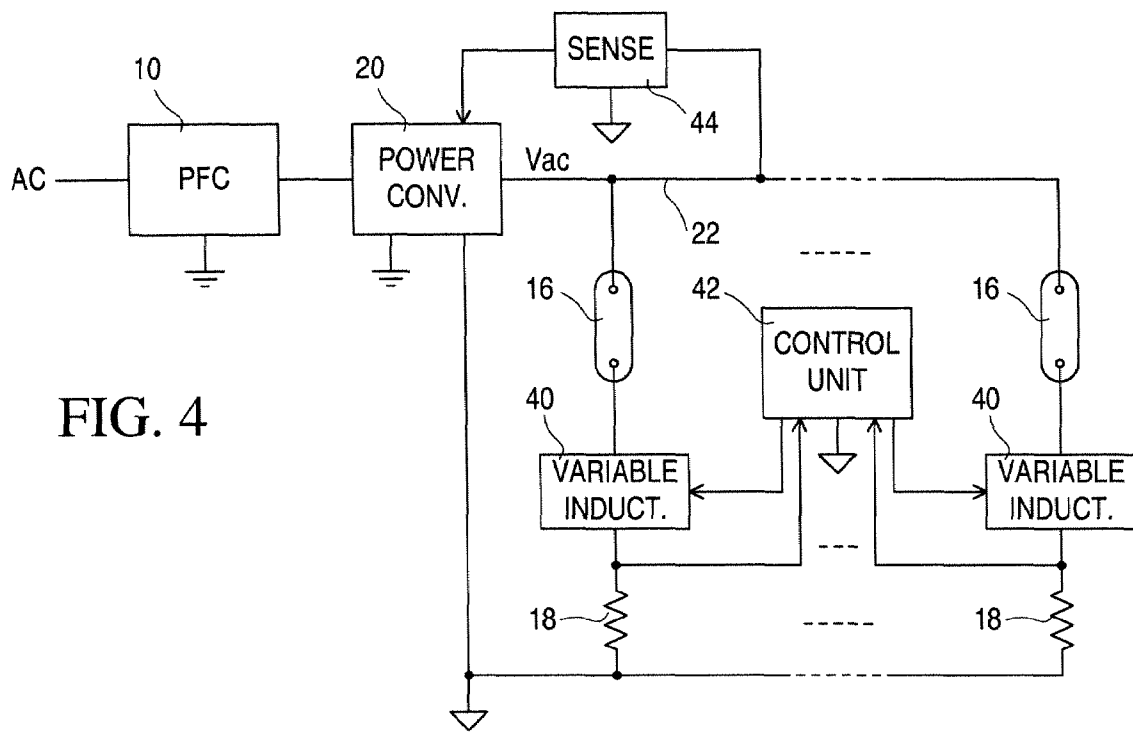 SENSE
44
10
20
AC
PFC
POWER
CONV.
Vac
22
16
42
CONTROL
UNIT
16
FIG. 4
40
VARIABLE
INDUCT.
40
VARIABLE
INDUCT.
18
18